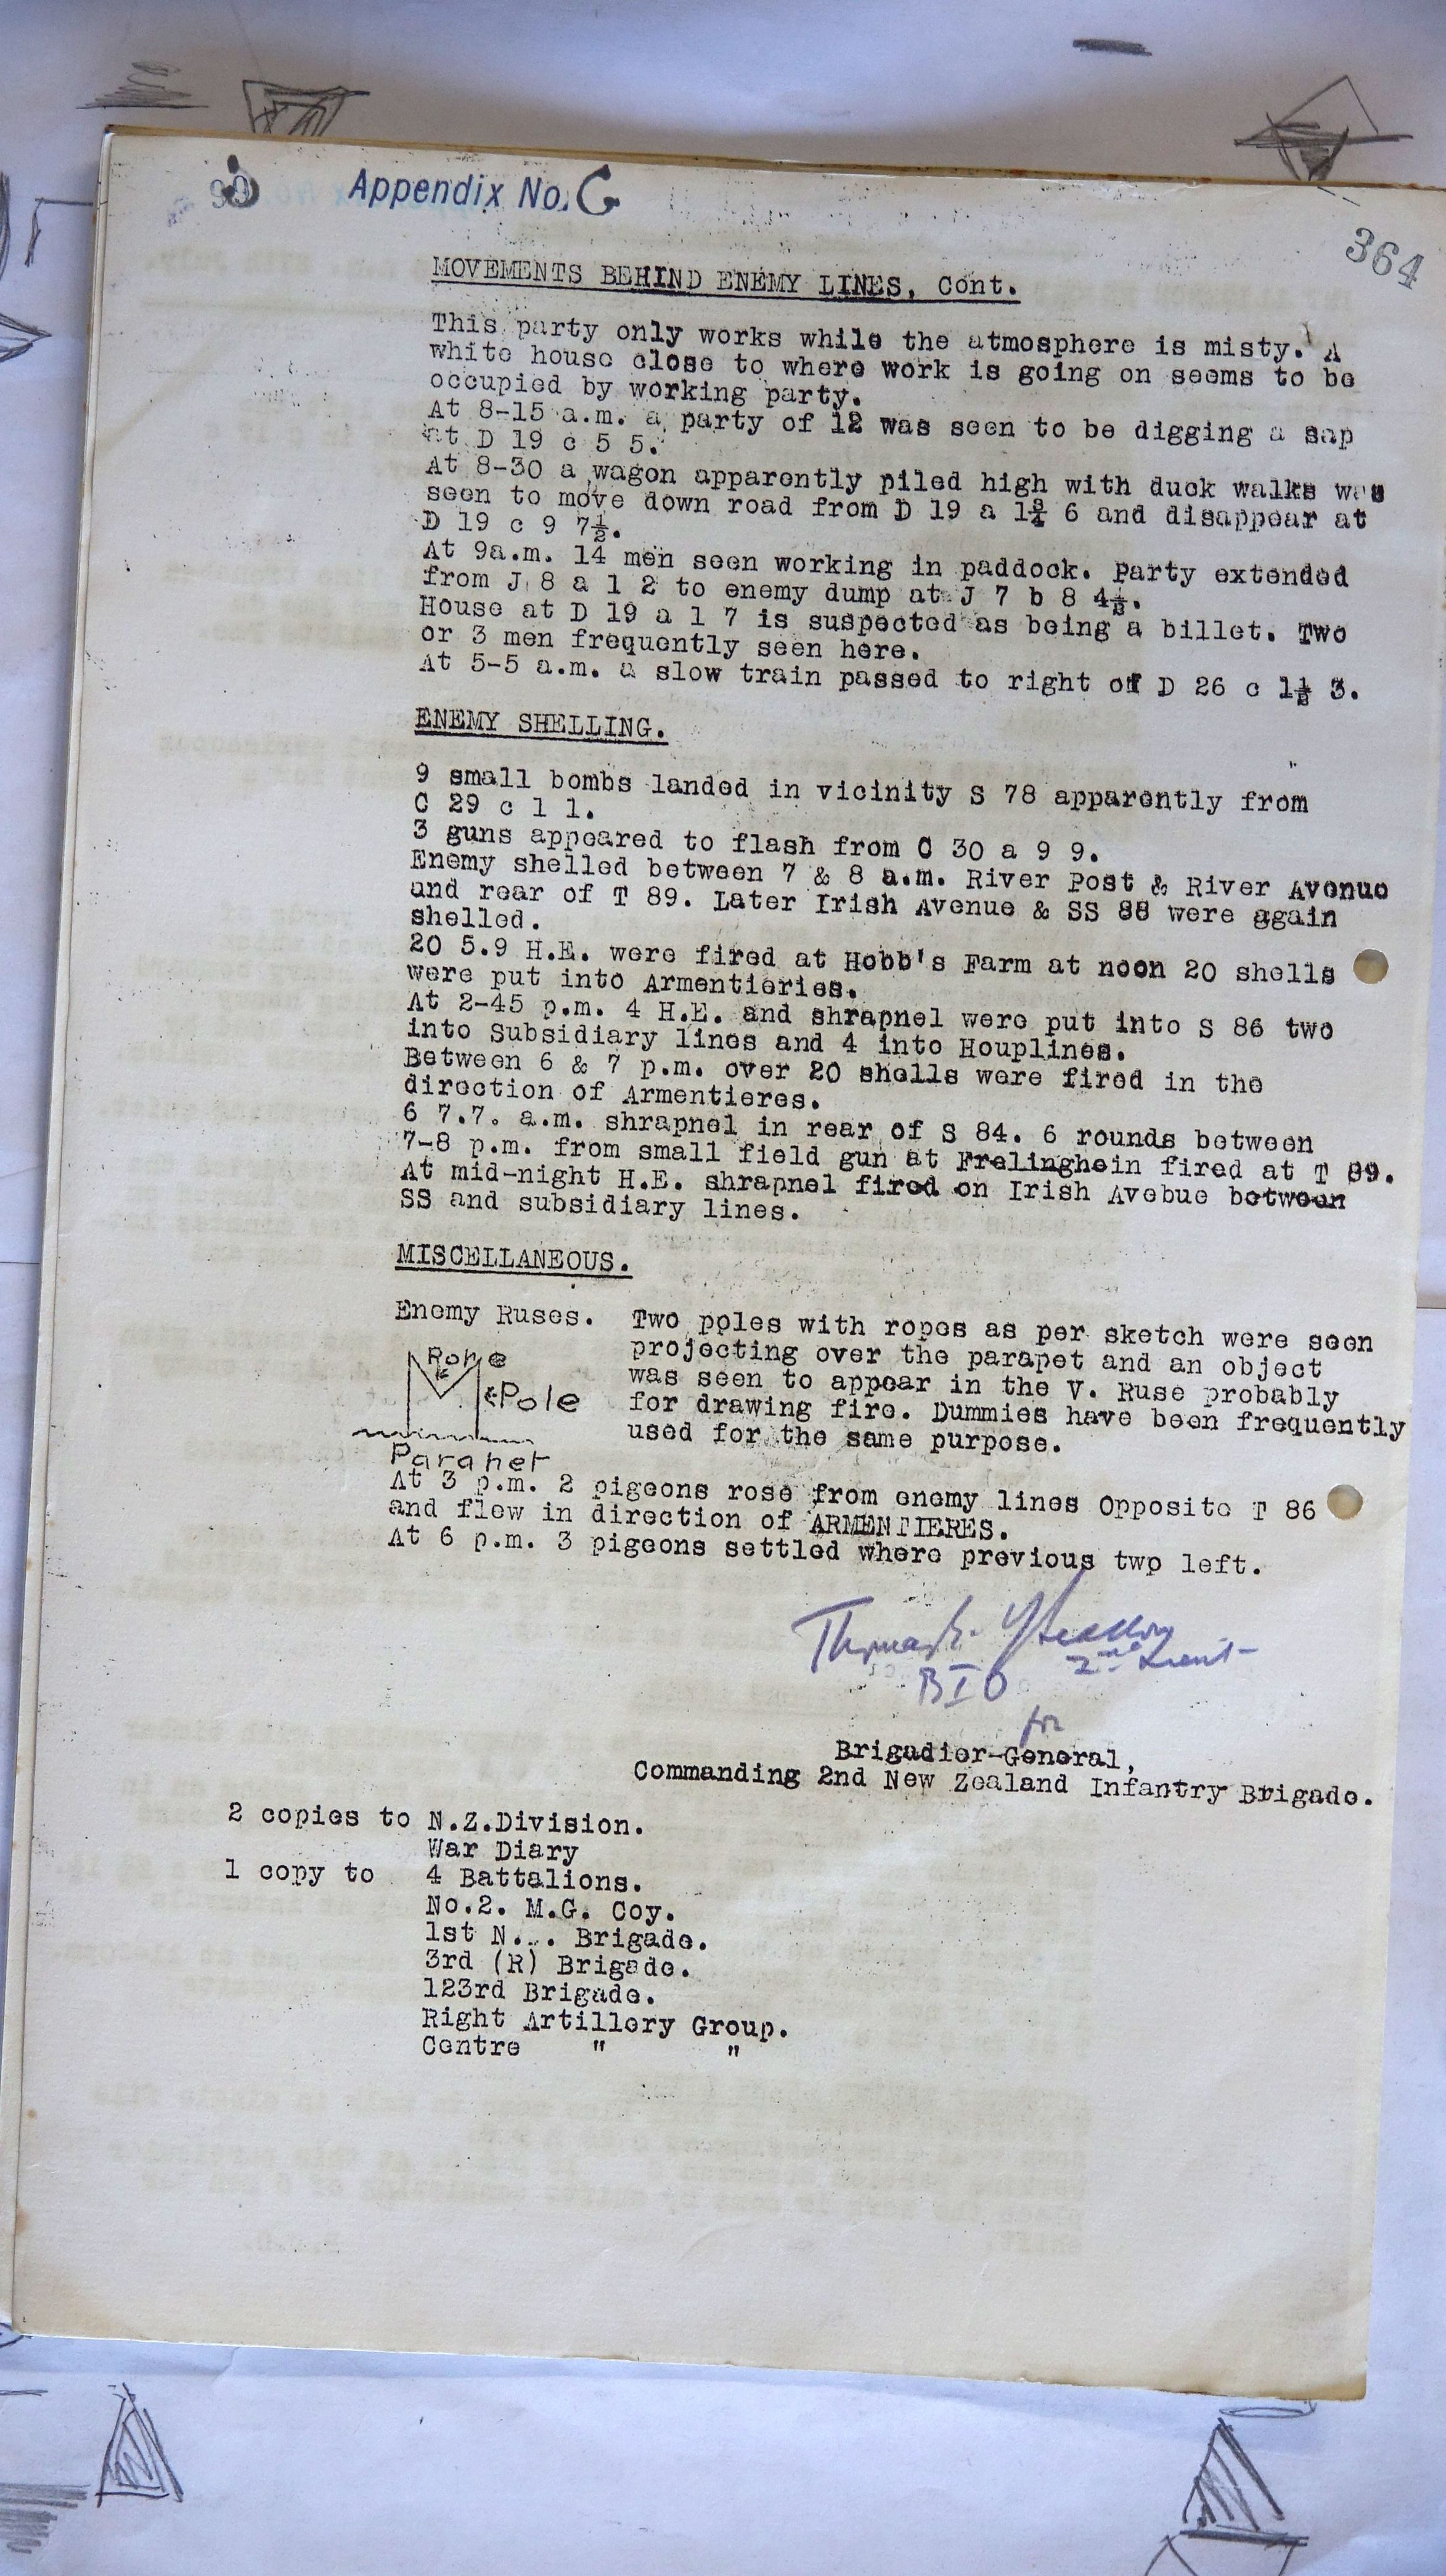 Appendix No. G
364
MOVEMENTS BEHIND ENEMY LINES, Cont.
This party only works while the atmosphere is misty. A
white house close to where work is going on seems to be
occupied by working party.
At 8-15 a.m. a party of 12 was seen to be digging a sap
at D 19 c 5 5.
At 8-30 a wagon apparently piled high with duck walks was
seen to move down road from D 19 a 1¾ 6 and disappear at
D 19 c 9 7½.
At 9a.m. 14 men seen working in paddock. Party extended
from J 8 a 1 2 to enemy dump at J 7 b 8 4½.
House at D 19 a 1 7 is suspected as being a billet. Two
or 3 men frequently seen here.
At 5-5 a.m. a slow train passed to right of D 26 c 1½ 3.
ENEMY SHELLING.
9 small bombs landed in vicinity S 78 apparently from
C 29 c 1 1.
3 guns appeared to flash from C 30 a 9 9.
Enemy shelled between 7 & 8 a.m. River Post & River Avenue
and rear of T 89. Later Irish Avenue & SS 88 were again
shelled.
20 5.9 H.E. were fired at Hobb's Farm at noon 20 shells
were put into Armentieries.
At 2-45 p.m. 4 H.E. and shrapnel were put into S 86 two
into Subsidiary lines and 4 into Houplines.
Between 6 & 7 p.m. over 20 shells were fired in the
direction of Armentieres.
6 7.7. a.m. shrapnel in rear of S 84. 6 rounds between
7-8 p.m. from small field gun at Frelinghein fired at T 89.
At mid-night H.E. shrapnel fired on Irish Avebue between
SS and subsidiary lines.
MISCELLANEOUS.
Enemy Ruses. Two poles with ropes as per sketch were seen
projecting over the parapet and an object
was seen to appear in the V. Ruse probably
for drawing fire. Dummies have been frequently
used for the same purpose.
Rope
Pole
Parapet
At 3 p.m. 2 pigeons rose from enemy lines Opposite T 86
and flew in direction of ARMENTIERES.
At 6 p.m. 3 pigeons settled where previous two left.
2nd Lieut
BIO
for
Brigadier-General,
Commanding 2nd New Zealand Infantry Brigade.
2 copies to N.Z.Division.
War Diary
1 copy to 4 Battalions.
No.2. M.G. Coy.
1st N... Brigade.
3rd (R) Brigade.
123rd Brigade.
Right Artillery Group.
Centre " "